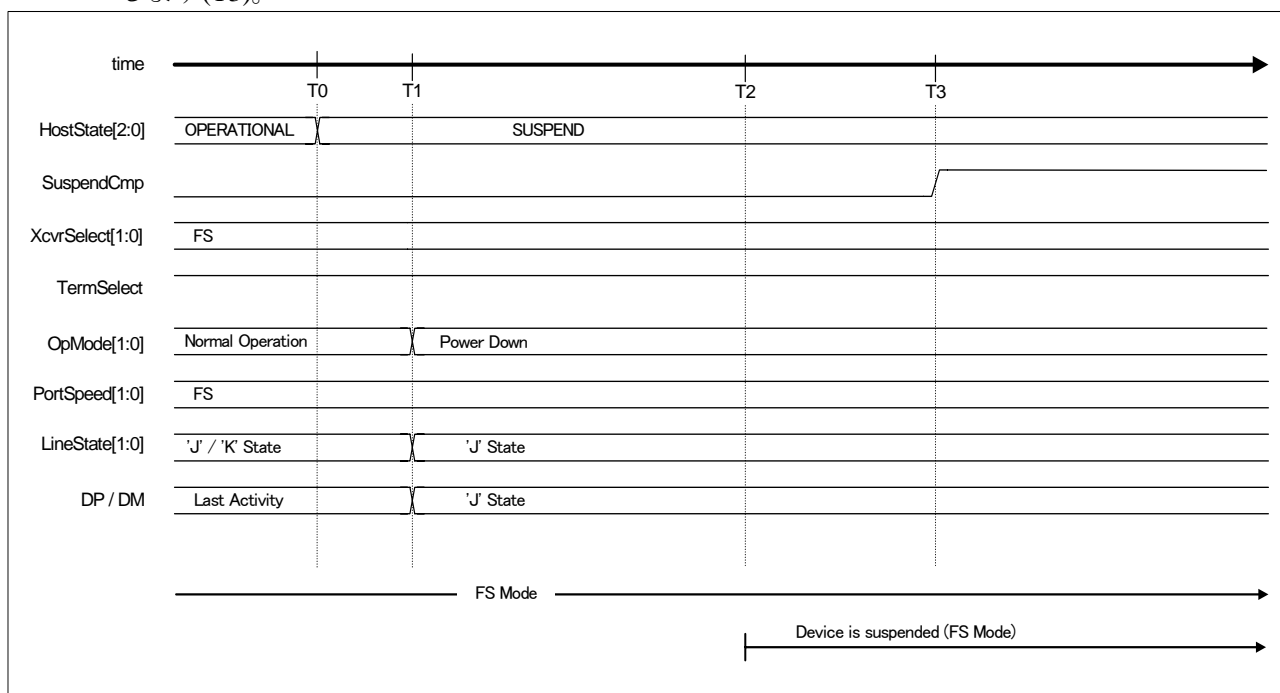 time
T0 T1 T2 T3
HostState[2:0] OPERATIONAL SUSPEND
SuspendCmp
XcvrSelect[1:0] FS
TermSelect
OpMode[1:0] Normal Operation Power Down
PortSpeed[1:0] FS
LineState[1:0] 'J' / 'K' State 'J' State
DP / DM Last Activity 'J' State
FS Mode
Device is suspended (FS Mode)